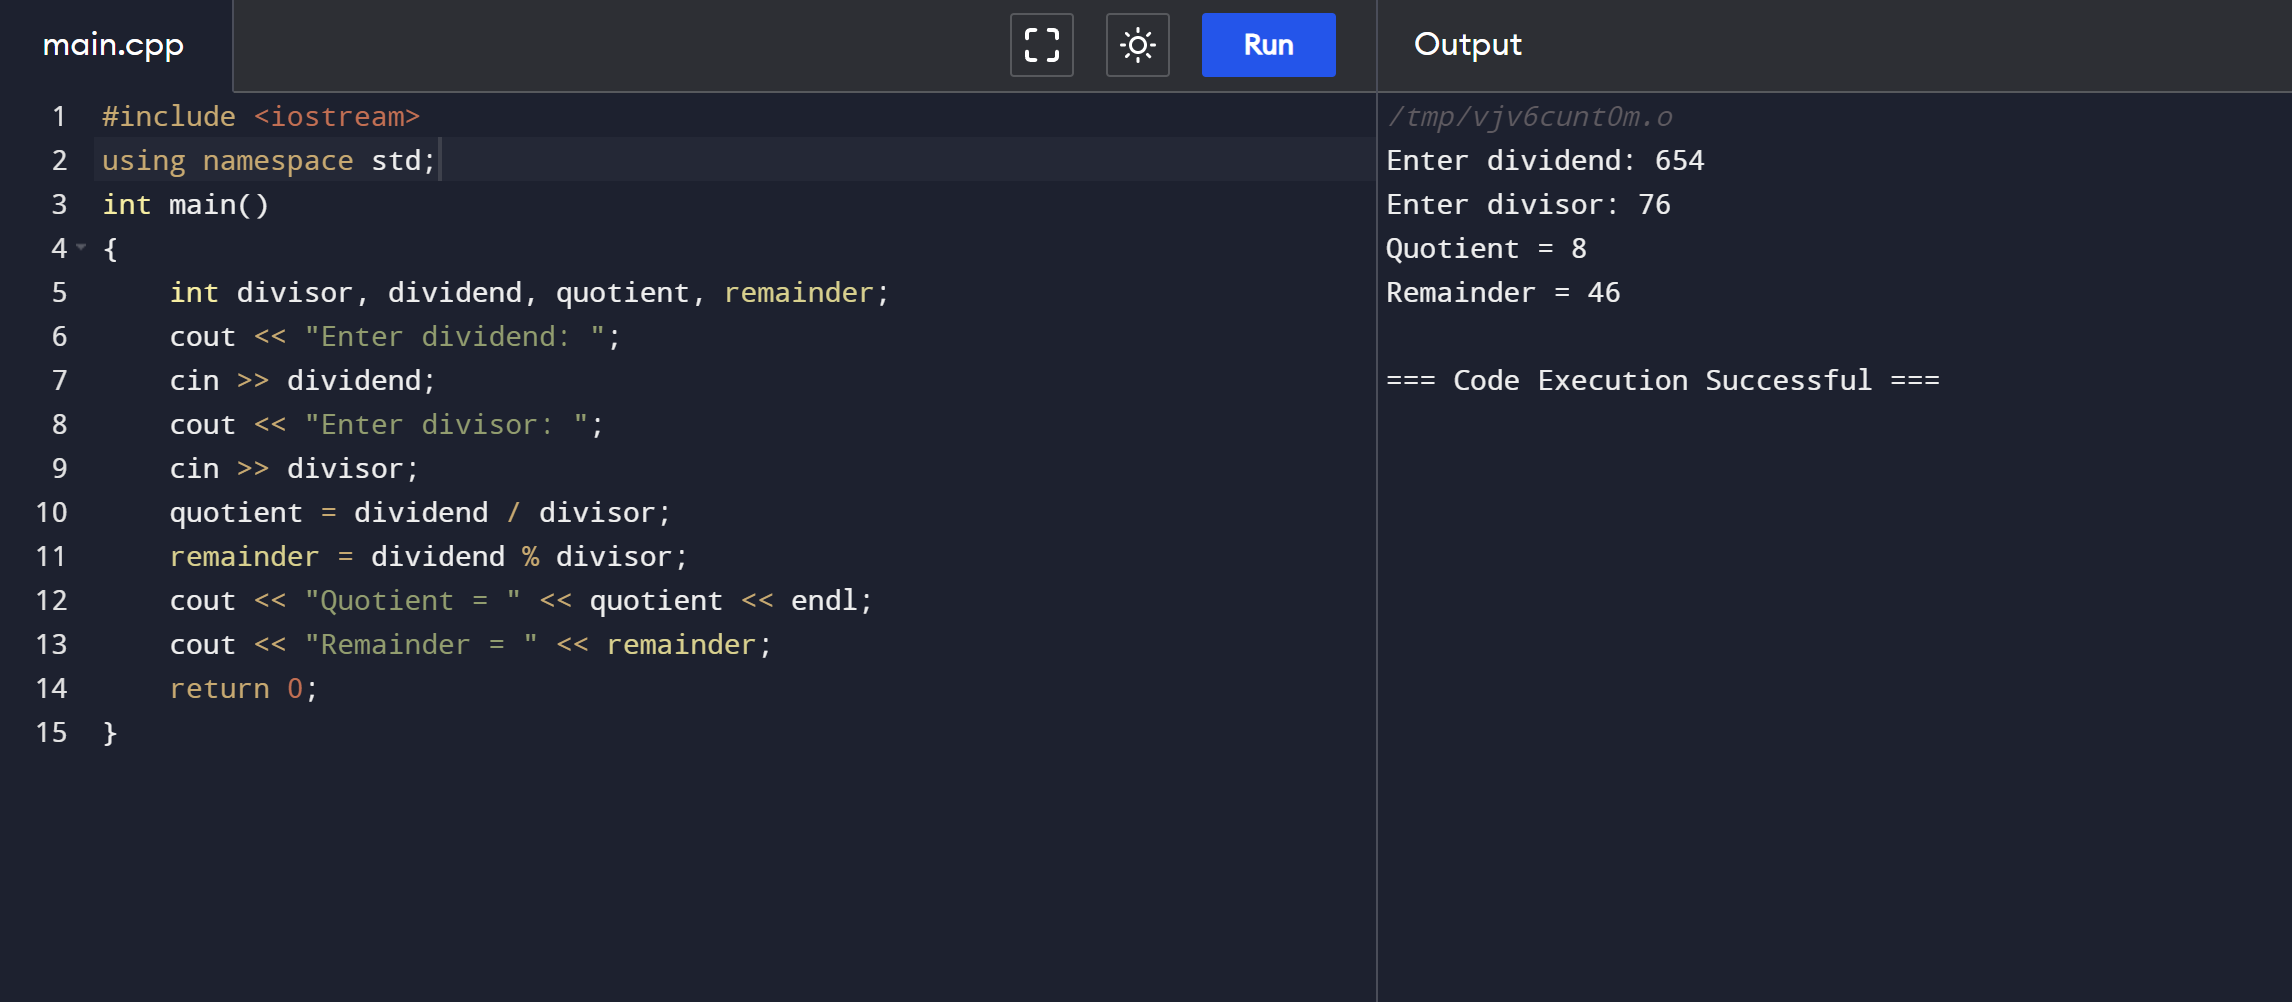 main.cpp
Run
Output
1 #include <iostream>
2 using namespace std;
3 int main()
4 {
5     int divisor, dividend, quotient, remainder;
6     cout << "Enter dividend: ";
7     cin >> dividend;
8     cout << "Enter divisor: ";
9     cin >> divisor;
10     quotient = dividend / divisor;
11     remainder = dividend % divisor;
12     cout << "Quotient = " << quotient << endl;
13     cout << "Remainder = " << remainder;
14     return 0;
15 }
/tmp/vjv6cunt0m.o
Enter dividend: 654
Enter divisor: 76
Quotient = 8
Remainder = 46
=== Code Execution Successful ===